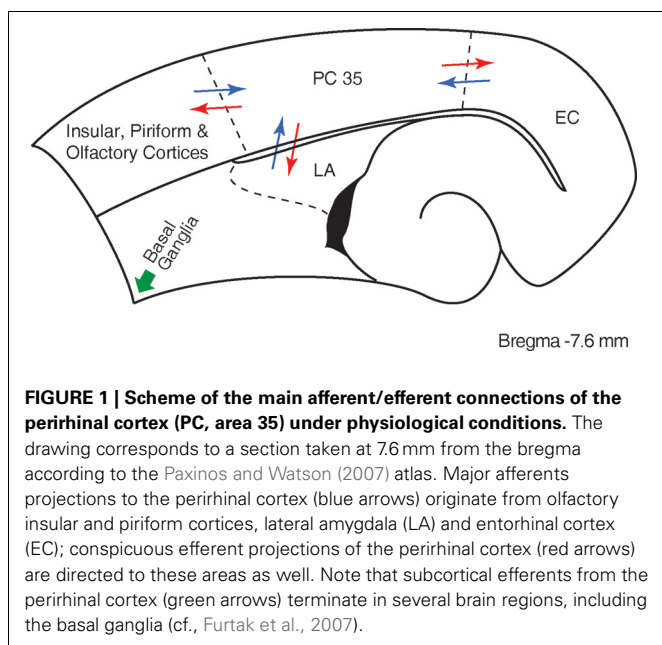 PC 35
EC
Insular, Piriform &
Olfactory Cortices
LA
Basal
Ganglia
Bregma -7.6 mm
FIGURE 1 | Scheme of the main afferent/efferent connections of the
perirhinal cortex (PC, area 35) under physiological conditions. The
drawing corresponds to a section taken at 7.6 mm from the bregma
according to the Paxinos and Watson (2007) atlas. Major afferents
projections to the perirhinal cortex (blue arrows) originate from olfactory
insular and piriform cortices, lateral amygdala (LA) and entorhinal cortex
(EC); conspicuous efferent projections of the perirhinal cortex (red arrows)
are directed to these areas as well. Note that subcortical efferents from the
perirhinal cortex (green arrows) terminate in several brain regions, including
the basal ganglia (cf., Furtak et al., 2007).